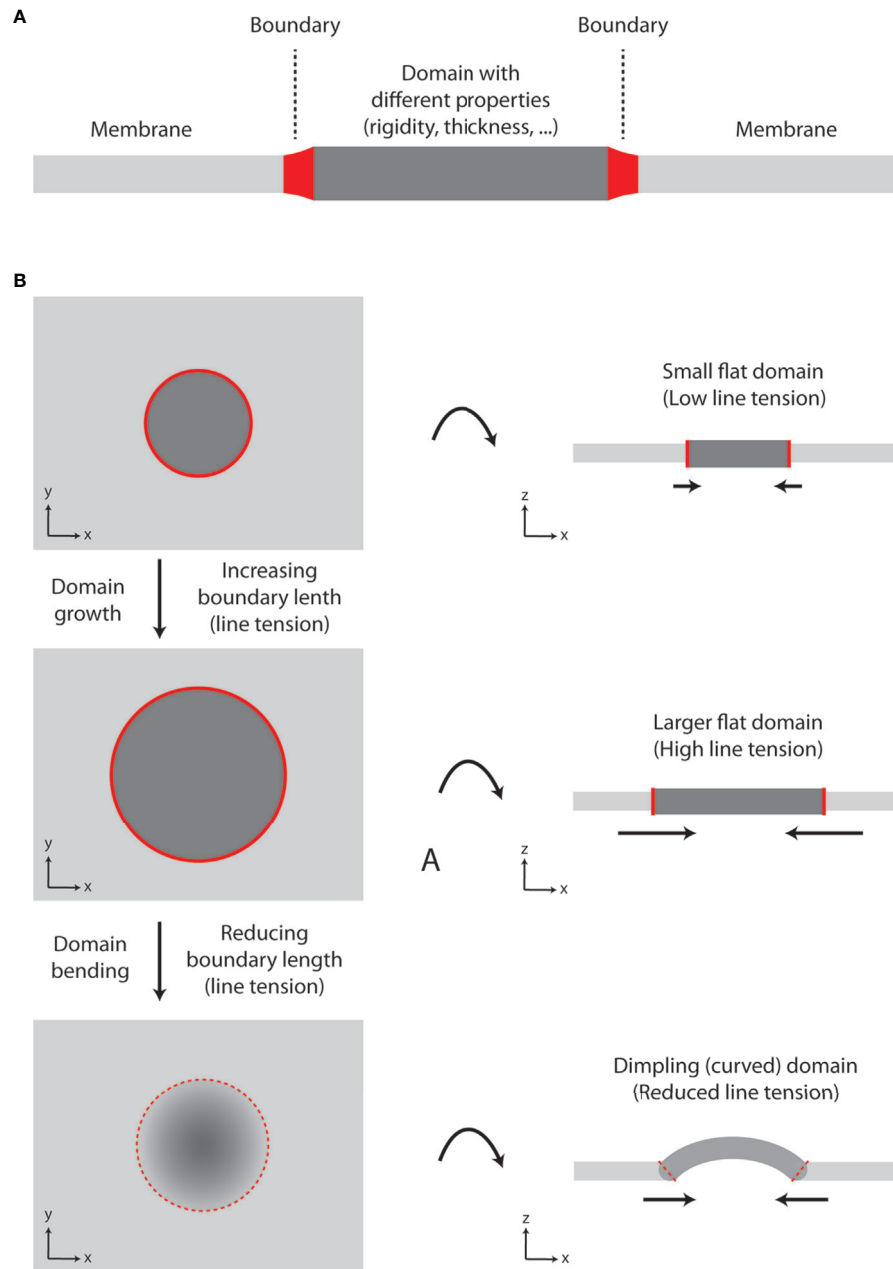 A
Boundary
Boundary
Domain with
different properties
(rigidity, thickness, ...)
Membrane
Membrane
B
Small flat domain
(Low line tension)
y
x
z
x
Domain
growth
Increasing
boundary lenth
(line tension)
Larger flat domain
(High line tension)
A
y
x
z
x
Domain
bending
Reducing
boundary length
(line tension)
Dimpling (curved) domain
(Reduced line tension)
y
x
z
x